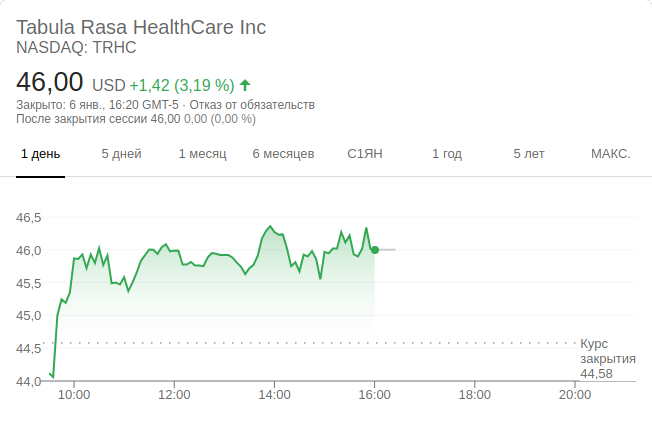 Tabula Rasa HealthCare Inc
NASDAQ: TRHC
46,00 USD +1,42 (3,19 %)
Закрыто: 6 янв., 16:20 GMT-5 · Отказ от обязательств
После закрытия сессии 46,00 0,00 (0,00 %)
1 день 5 дней 1 месяц 6 месяцев С1ЯН 1 год 5 лет МАКС.
46,5
46,0
45,5
45,0
44,5
44,0
Курс
закрытия
44,58
10:00 12:00 14:00 16:00 18:00 20:00